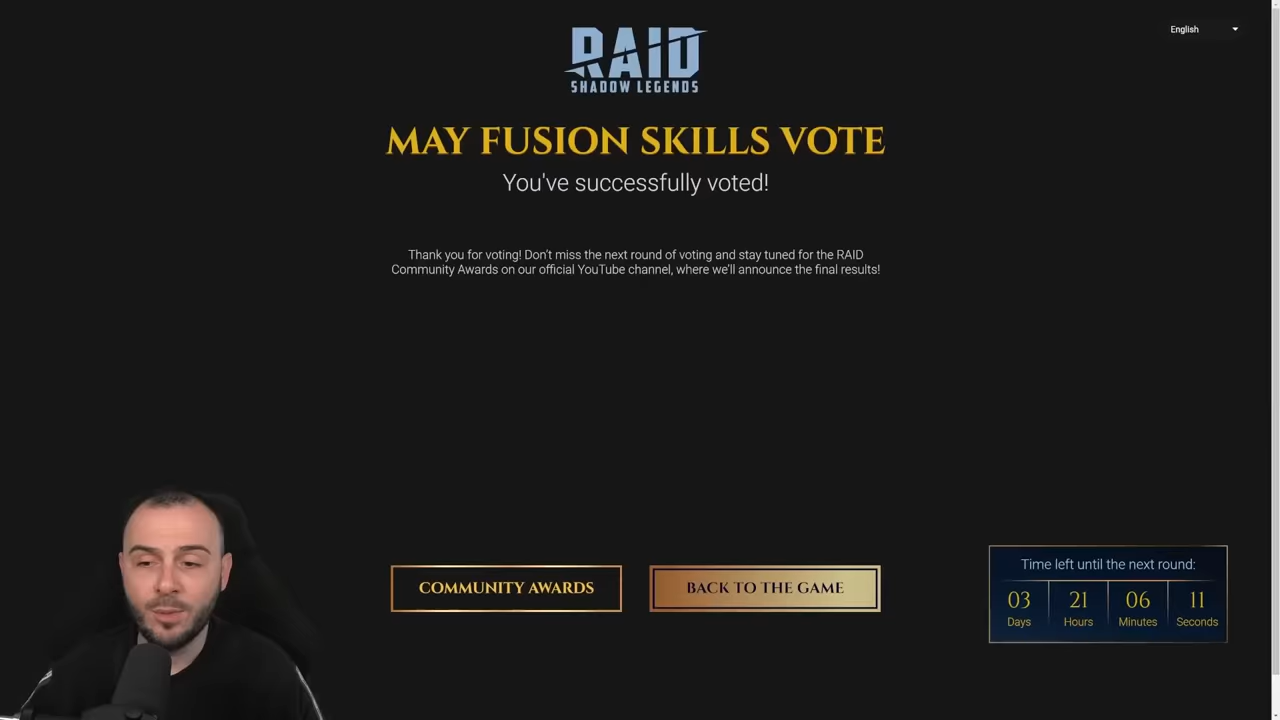 English
RAID
SHADOW LEGENDS
MAY FUSION SKILLS VOTE
You've successfully voted!
Thank you for voting! Don't miss the next round of voting and stay tuned for the RAID
Community Awards on our official YouTube channel, where we'll announce the final results!
COMMUNITY AWARDS
BACK TO THE GAME
Time left until the next round:
03 21 06 11
Days Hours Minutes Seconds